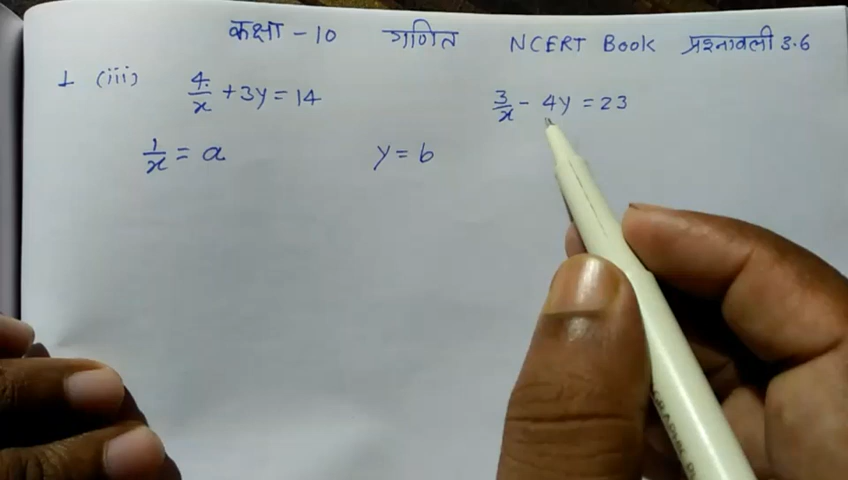 कक्षा - 10 गणित NCERT Book प्रश्नावली 3.6
1 (iii) 4/x + 3y = 14 3/x - 4y = 23
1/x = a y = b